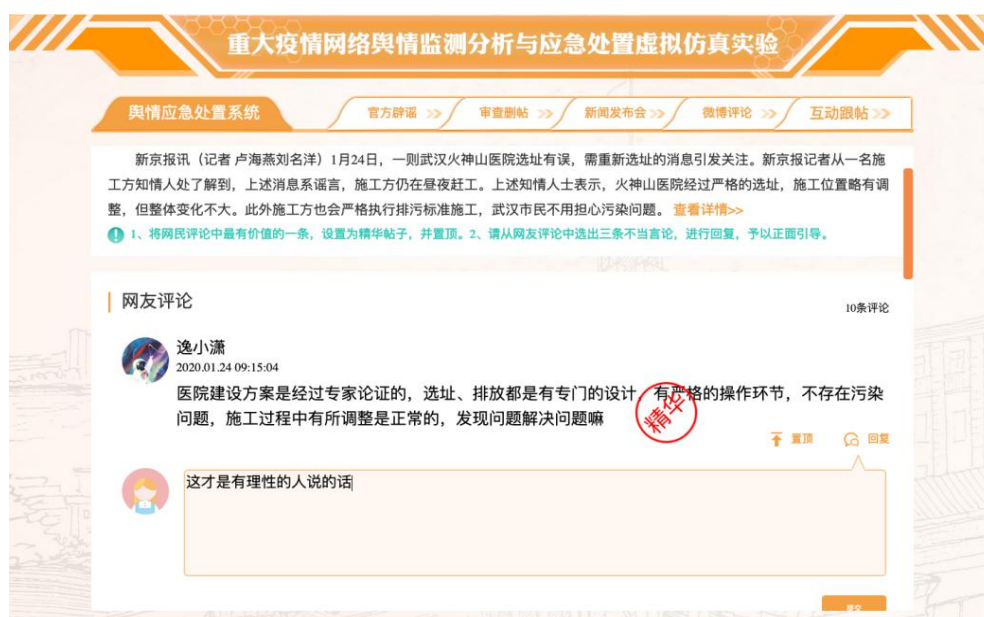 重大疫情网络舆情监测分析与应急处置虚拟仿真实验
舆情应急处置系统
官方辟谣 >>
审查删帖 >>
新闻发布会 >>
微博评论 >>
互动跟帖 >>
新京报讯（记者 卢海燕刘名洋）1月24日，一则武汉火神山医院选址有误，需重新选址的消息引发关注。新京报记者从一名施
工方知情人处了解到，上述消息系谣言，施工方仍在昼夜赶工。上述知情人士表示，火神山医院经过严格的选址，施工位置略有调
整，但整体变化不大。此外施工方也会严格执行排污标准施工，武汉市民不用担心污染问题。 查看详情>>
1、将网民评论中最有价值的一条，设置为精华帖子，并置顶。2、请从网友评论中选出三条不当言论，进行回复，予以正面引导。
网友评论
10条评论
逸小潇
2020.01.24 09:15:04
医院建设方案是经过专家论证的，选址、排放都是有专门的设计，有严格的操作环节，不存在污染
问题，施工过程中有所调整是正常的，发现问题解决问题嘛
精华
置顶
回复
这才是有理性的人说的话
提交